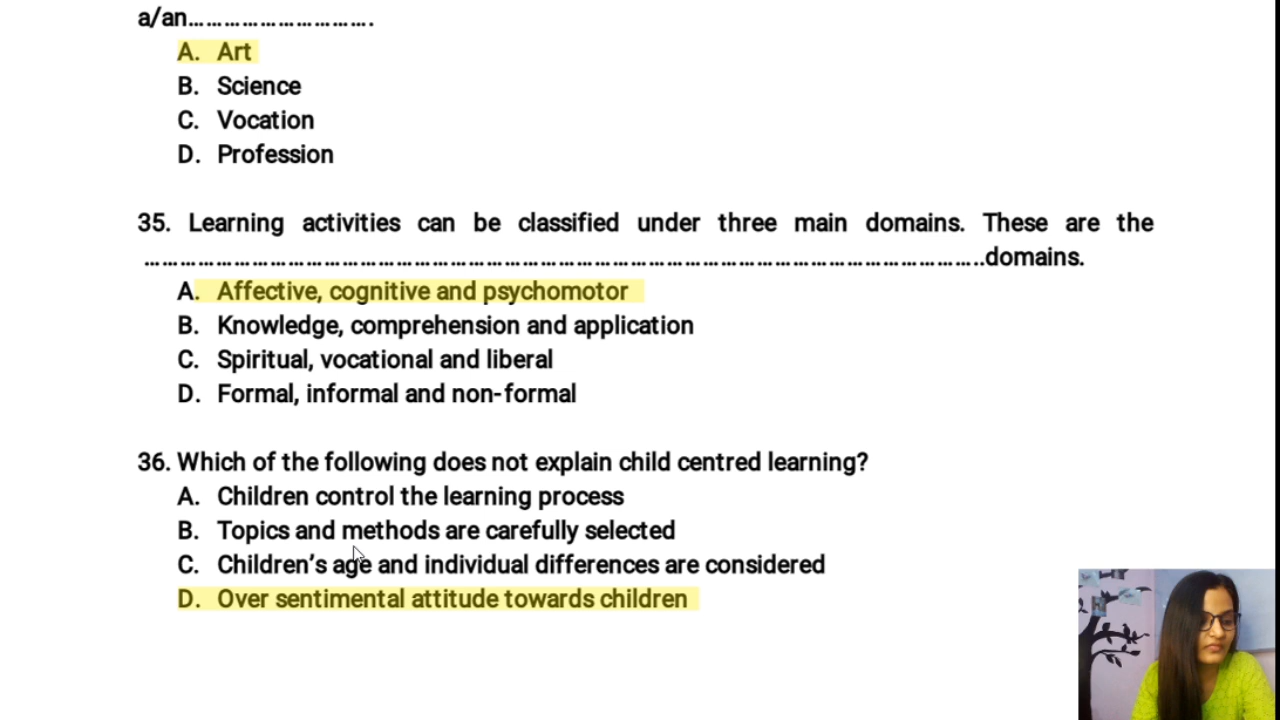 a/an……………………….
A. Art
B. Science
C. Vocation
D. Profession
35. Learning activities can be classified under three main domains. These are the
……………………………………………………………………………………………………………………..domains.
A. Affective, cognitive and psychomotor
B. Knowledge, comprehension and application
C. Spiritual, vocational and liberal
D. Formal, informal and non-formal
36. Which of the following does not explain child centred learning?
A. Children control the learning process
B. Topics and methods are carefully selected
C. Children’s age and individual differences are considered
D. Over sentimental attitude towards children